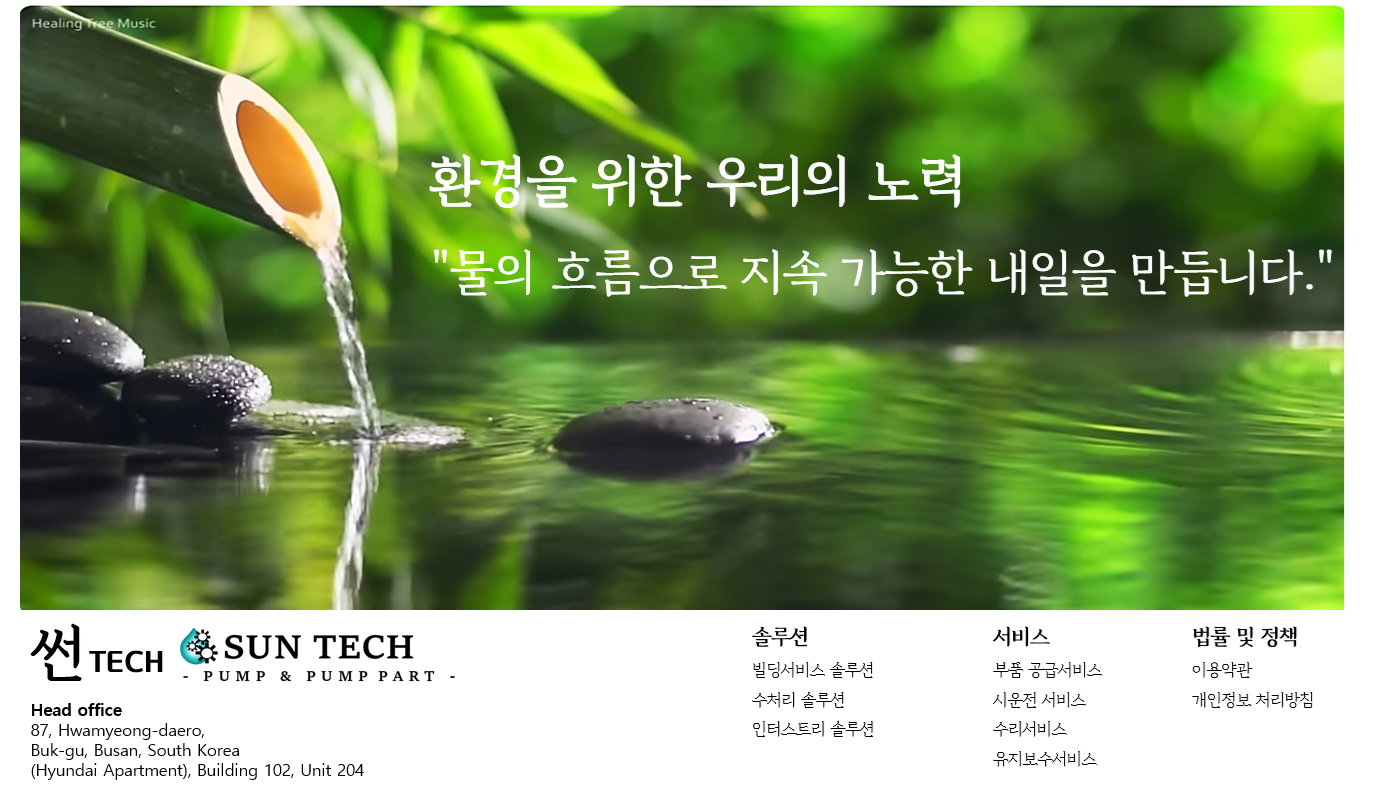 Healing Tree Music
환경을 위한 우리의 노력
"물의 흐름으로 지속 가능한 내일을 만듭니다."
썬 TECH
SUN TECH
- PUMP & PUMP PART -
Head office
87, Hwamyeong-daero,
Buk-gu, Busan, South Korea
(Hyundai Apartment), Building 102, Unit 204
솔루션
빌딩서비스 솔루션
수처리 솔루션
인터스트리 솔루션
서비스
부품 공급서비스
시운전 서비스
수리서비스
유지보수서비스
법률 및 정책
이용약관
개인정보 처리방침